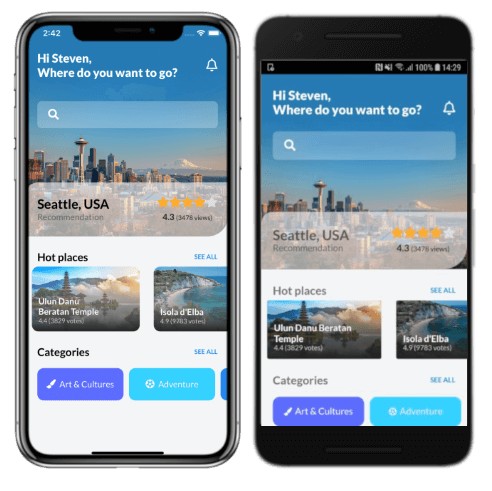 2:42
Hi Steven,
Where do you want to go?
Seattle, USA
Recommendation
4.3 (3478 views)
Hot places
SEE ALL
Ulun Danu
Beratan Temple
4.4 (3829 votes)
Isola d'Elba
4.9 (9783 votes)
Categories
SEE ALL
Art & Cultures
Adventure
100% 14:29
Hi Steven,
Where do you want to go?
Seattle, USA
Recommendation
4.3 (3478 views)
Hot places
SEE ALL
Ulun Danu Beratan
Temple
4.4 (3829 votes)
Isola d'Elba
4.9 (9783 votes)
Categories
SEE ALL
Art & Cultures
Adventure